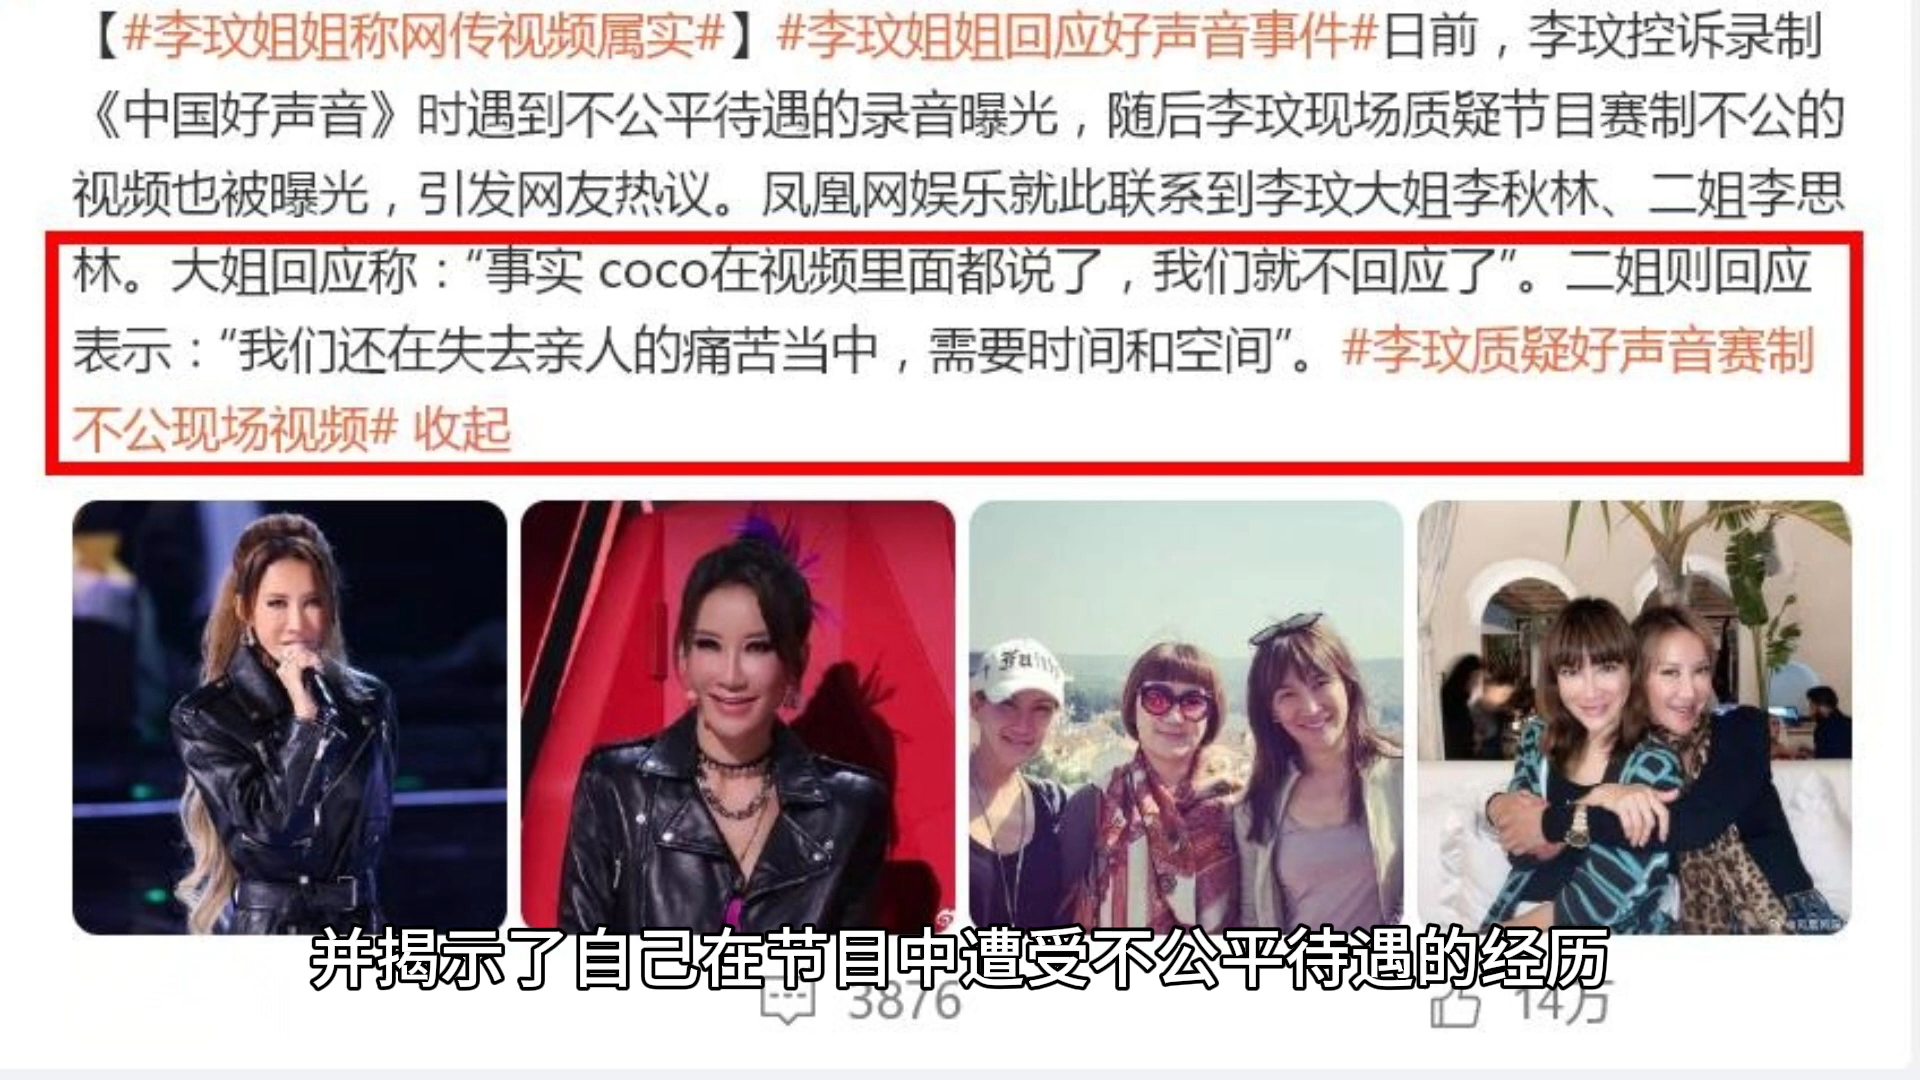 【#李玟姐姐称网传视频属实#】#李玟姐姐回应好声音事件#日前，李玟控诉录制
《中国好声音》时遇到不公平待遇的录音曝光，随后李玟现场质疑节目赛制不公的
视频也被曝光，引发网友热议。凤凰网娱乐就此联系到李玟大姐李秋林、二姐李思
林。大姐回应称：“事实 coco在视频里面都说了，我们就不回应了”。二姐则回应
表示：“我们还在失去亲人的痛苦当中，需要时间和空间”。#李玟质疑好声音赛制
不公现场视频# 收起
并揭示了自己在节目中遭受不公平待遇的经历
3876
14万